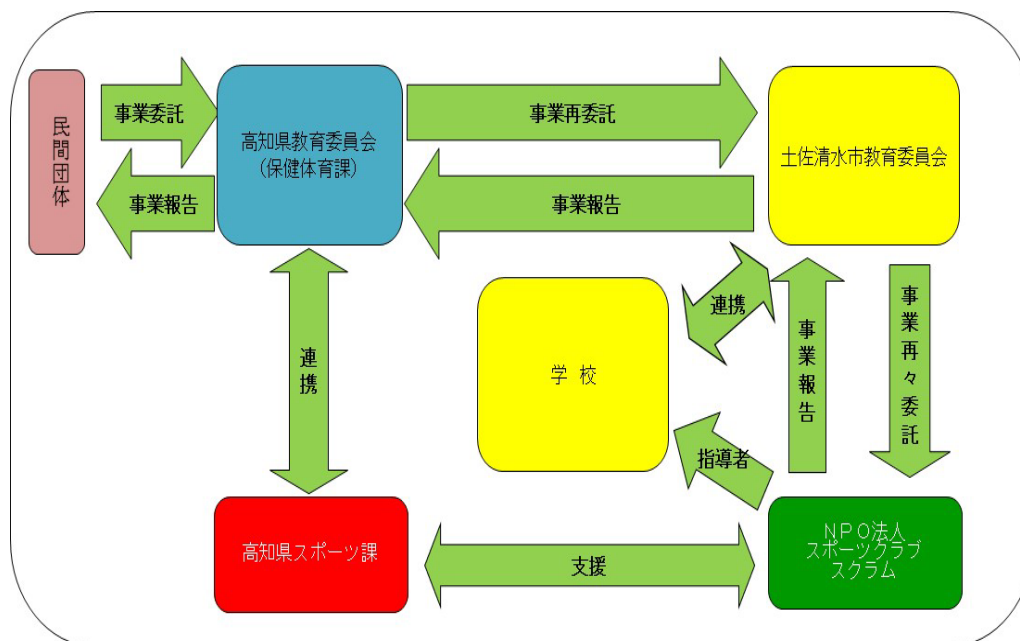 民間団体
事業委託
事業報告
高知県教育委員会
(保健体育課)
事業再委託
事業報告
土佐清水市教育委員会
連携
学 校
連携
事業報告
事業再々委託
指導者
高知県スポーツ課
支援
NPO法人
スポーツクラブ
スクラム